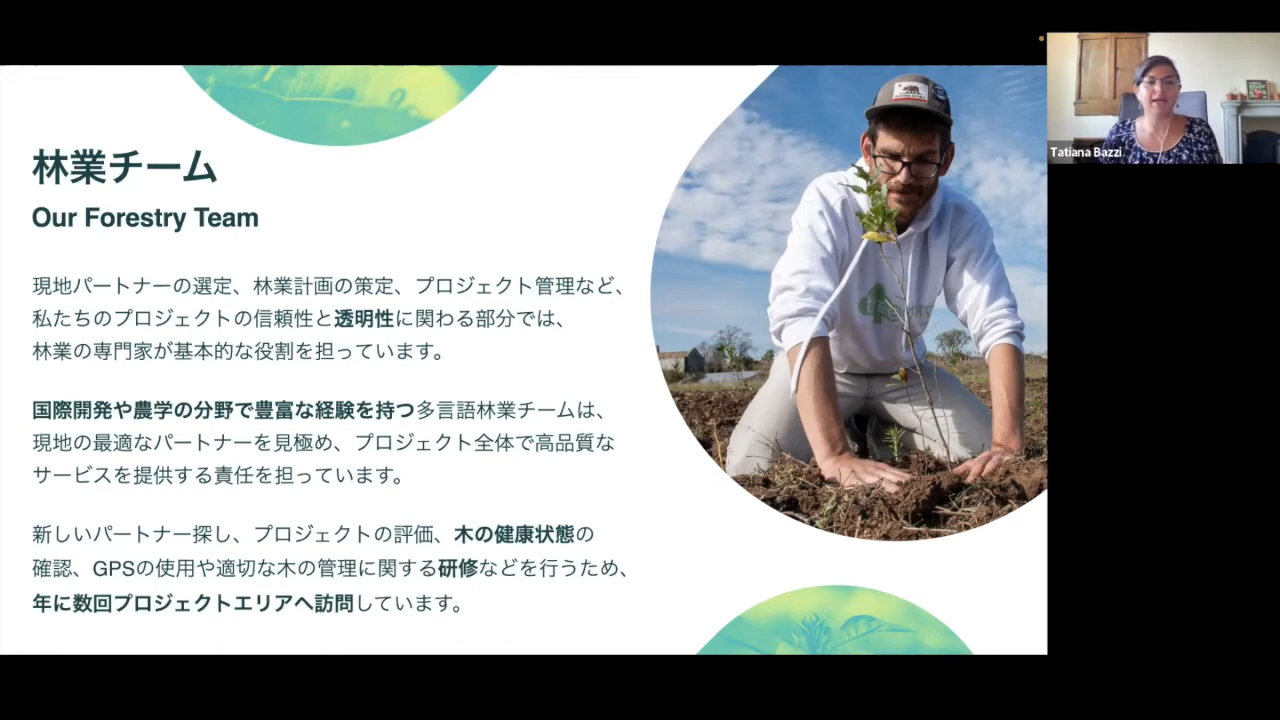 林業チーム
Our Forestry Team
現地パートナーの選定、林業計画の策定、プロジェクト管理など、
私たちのプロジェクトの信頼性と透明性に関わる部分では、
林業の専門家が基本的な役割を担っています。
国際開発や農学の分野で豊富な経験を持つ多言語林業チームは、
現地の最適なパートナーを見極め、プロジェクト全体で高品質な
サービスを提供する責任を担っています。
新しいパートナー探し、プロジェクトの評価、木の健康状態の
確認、GPSの使用や適切な木の管理に関する研修などを行うため、
年に数回プロジェクトエリアへ訪問しています。
Tatiana Bazzi